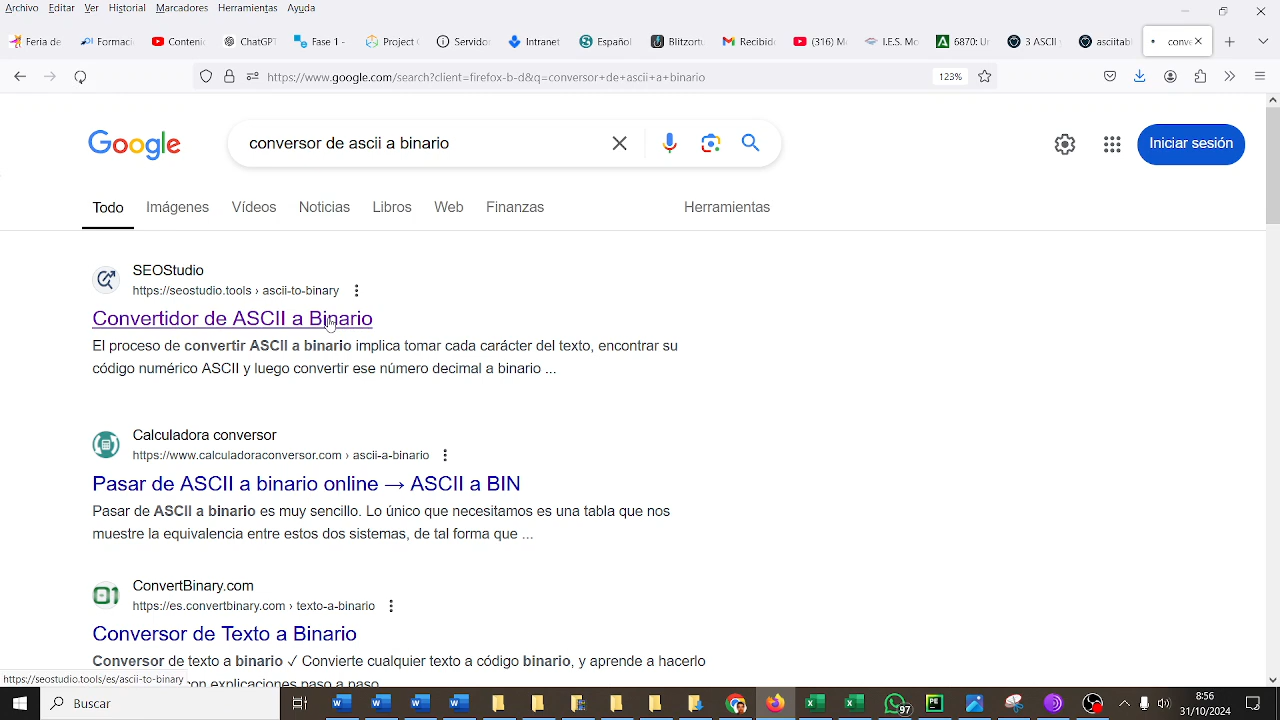 Archivo Editar Ver Historial Marcadores Herramientas Ayuda
Feria de Formaci Conteni ChatGP Fase 1 - Project Servido Intranet Español Blitzortu Recibid (316) M I.E.S. Mo 6870: U 3 ASCII asciitab conve
https://www.google.com/search?client=firefox-b-d&q=conversor+de+ascii+a+binario 123%
Google conversor de ascii a binario Iniciar sesión
Todo Imágenes Vídeos Noticias Libros Web Finanzas Herramientas
SEOStudio
https://seostudio.tools › ascii-to-binary
Convertidor de ASCII a Binario
El proceso de convertir ASCII a binario implica tomar cada carácter del texto, encontrar su
código numérico ASCII y luego convertir ese número decimal a binario ...
Calculadora conversor
https://www.calculadoraconversor.com › ascii-a-binario
Pasar de ASCII a binario online → ASCII a BIN
Pasar de ASCII a binario es muy sencillo. Lo único que necesitamos es una tabla que nos
muestre la equivalencia entre estos dos sistemas, de tal forma que ...
ConvertBinary.com
https://es.convertbinary.com › texto-a-binario
Conversor de Texto a Binario
Conversor de texto a binario ✓ Convierte cualquier texto a código binario, y aprende a hacerlo
https://seostudio.tools/es/ascii-to-binary con explicaciones paso a paso
Buscar 97 8:56
31/10/2024